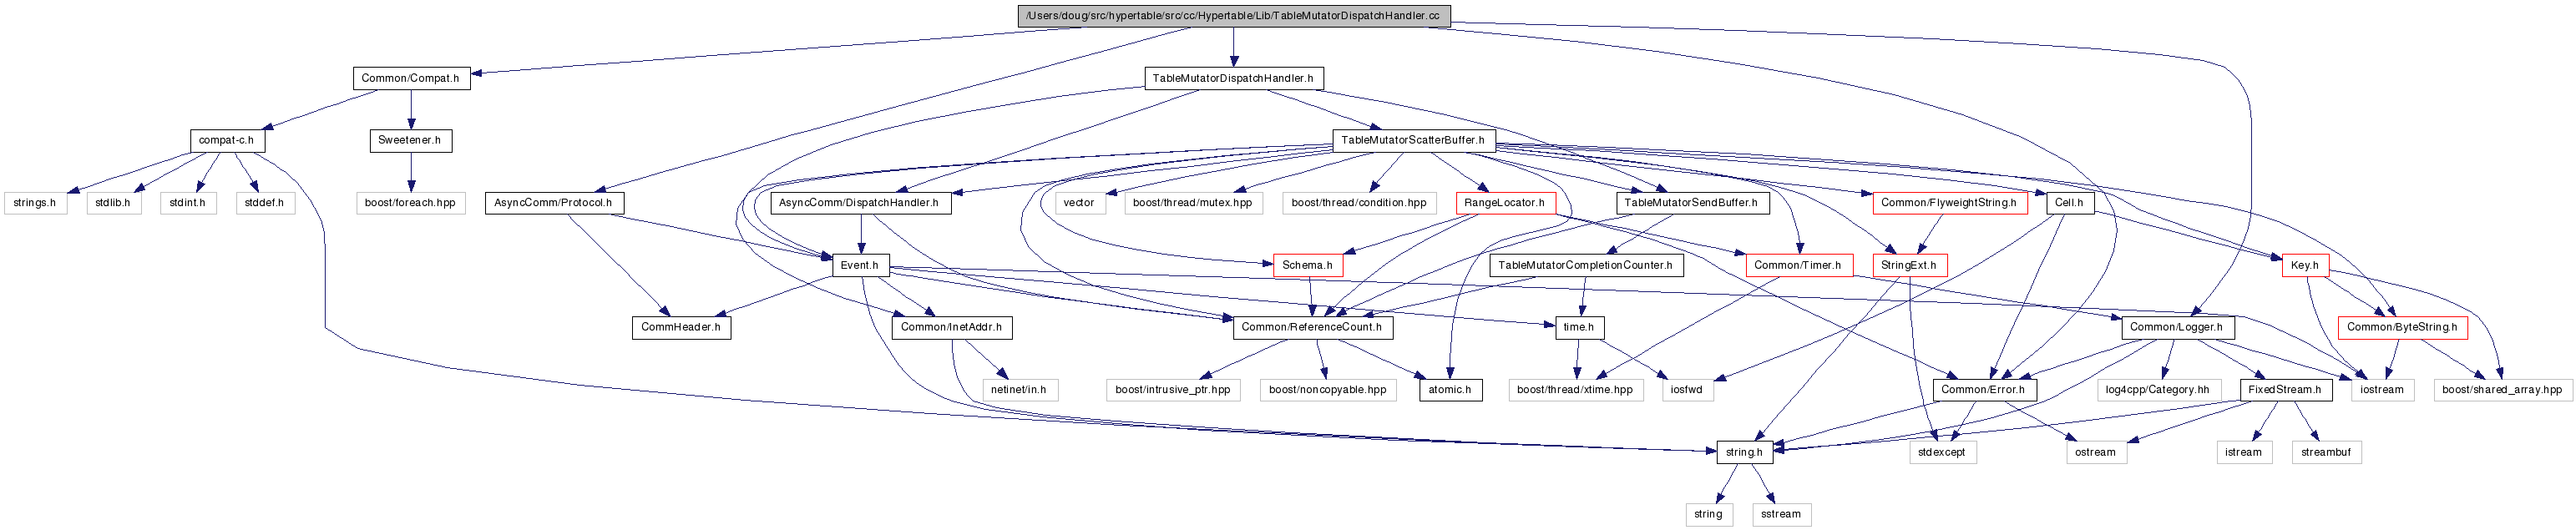 /Users/doug/src/hypertable/src/cc/Hypertable/Lib/TableMutatorDispatchHandler.cc
Common/Compat.h
TableMutatorDispatchHandler.h
compat-c.h
Sweetener.h
TableMutatorScatterBuffer.h
strings.h
stdlib.h
stdint.h
stddef.h
boost/foreach.hpp
AsyncComm/Protocol.h
AsyncComm/DispatchHandler.h
vector
boost/thread/mutex.hpp
boost/thread/condition.hpp
RangeLocator.h
TableMutatorSendBuffer.h
Common/FlyweightString.h
Cell.h
Event.h
Schema.h
TableMutatorCompletionCounter.h
Common/Timer.h
StringExt.h
Key.h
CommHeader.h
Common/InetAddr.h
Common/ReferenceCount.h
time.h
Common/Logger.h
Common/ByteString.h
netinet/in.h
boost/intrusive_ptr.hpp
boost/noncopyable.hpp
atomic.h
boost/thread/xtime.hpp
iosfwd
Common/Error.h
log4cpp/Category.hh
FixedStream.h
iostream
boost/shared_array.hpp
string.h
stdexcept
ostream
istream
streambuf
string
sstream